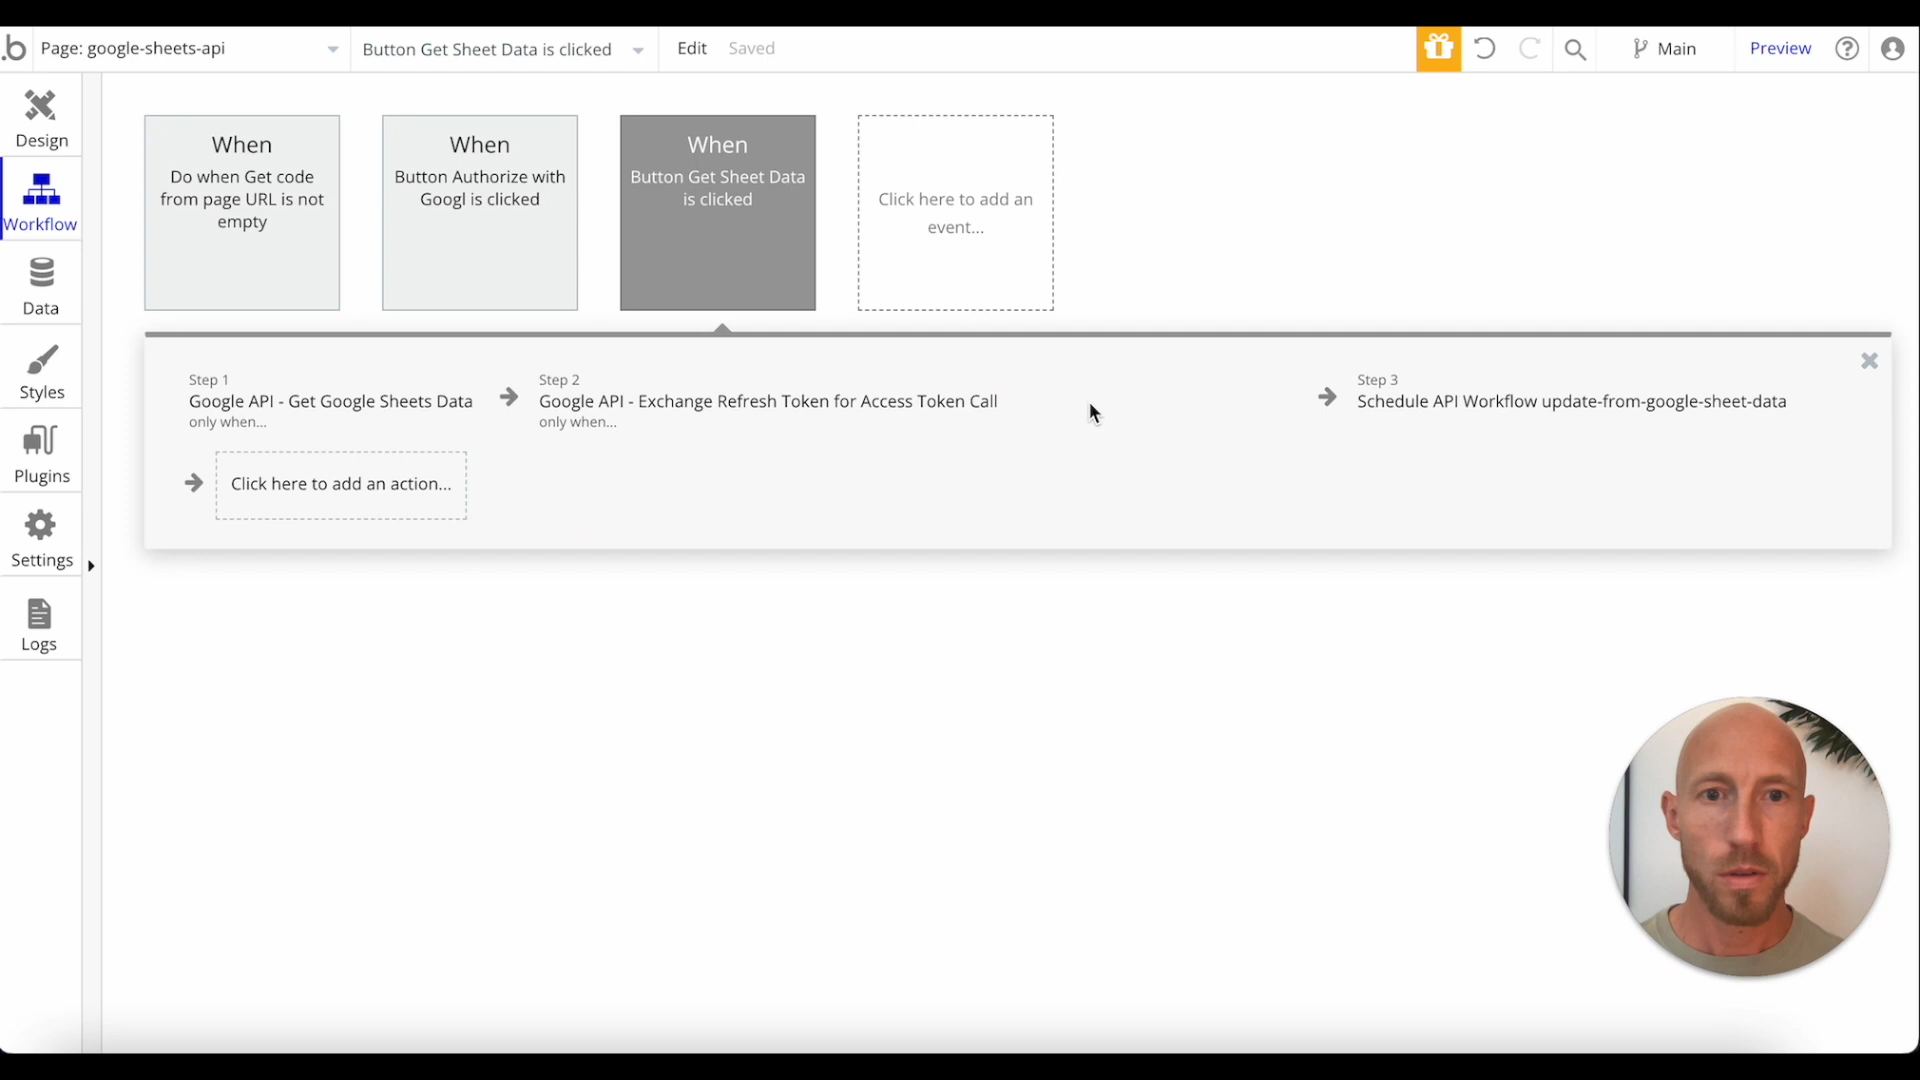 .b Page: google-sheets-api Button Get Sheet Data is clicked Edit Saved Main Preview ?
Design
Workflow
Data
Styles
Plugins
Settings
Logs
When
Do when Get code
from page URL is not
empty
When
Button Authorize with
Googl is clicked
When
Button Get Sheet Data
is clicked
Click here to add an
event...
Step 1
Google API - Get Google Sheets Data
only when...
Step 2
Google API - Exchange Refresh Token for Access Token Call
only when...
Step 3
Schedule API Workflow update-from-google-sheet-data
Click here to add an action...